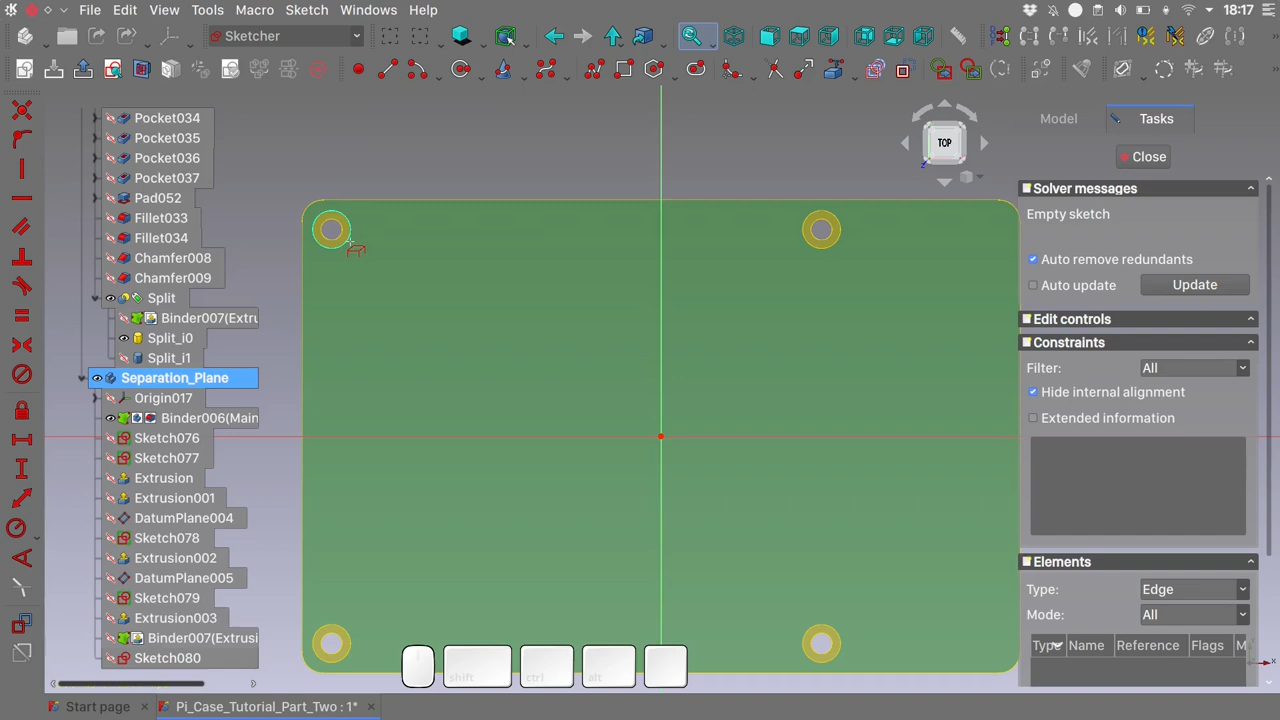 File Edit View Tools Macro Sketch Windows Help 18:17
Sketcher
Pocket034
Pocket035
Pocket036
Pocket037
Pad052
Fillet033
Fillet034
Chamfer008
Chamfer009
Split
Binder007(Extru
Split_i0
Split_i1
Separation_Plane
Origin017
Binder006(Main
Sketch076
Sketch077
Extrusion
Extrusion001
DatumPlane004
Sketch078
Extrusion002
DatumPlane005
Sketch079
Extrusion003
Binder007(Extrusi
Sketch080
TOP
z
shift ctrl alt
Model Tasks
Close
Solver messages
Empty sketch
Auto remove redundants
Auto update Update
Edit controls
Constraints
Filter: All
Hide internal alignment
Extended information
Elements
Type: Edge
Mode: All
Type Name Reference Flags M
x
Start page Pi_Case_Tutorial_Part_Two : 1*